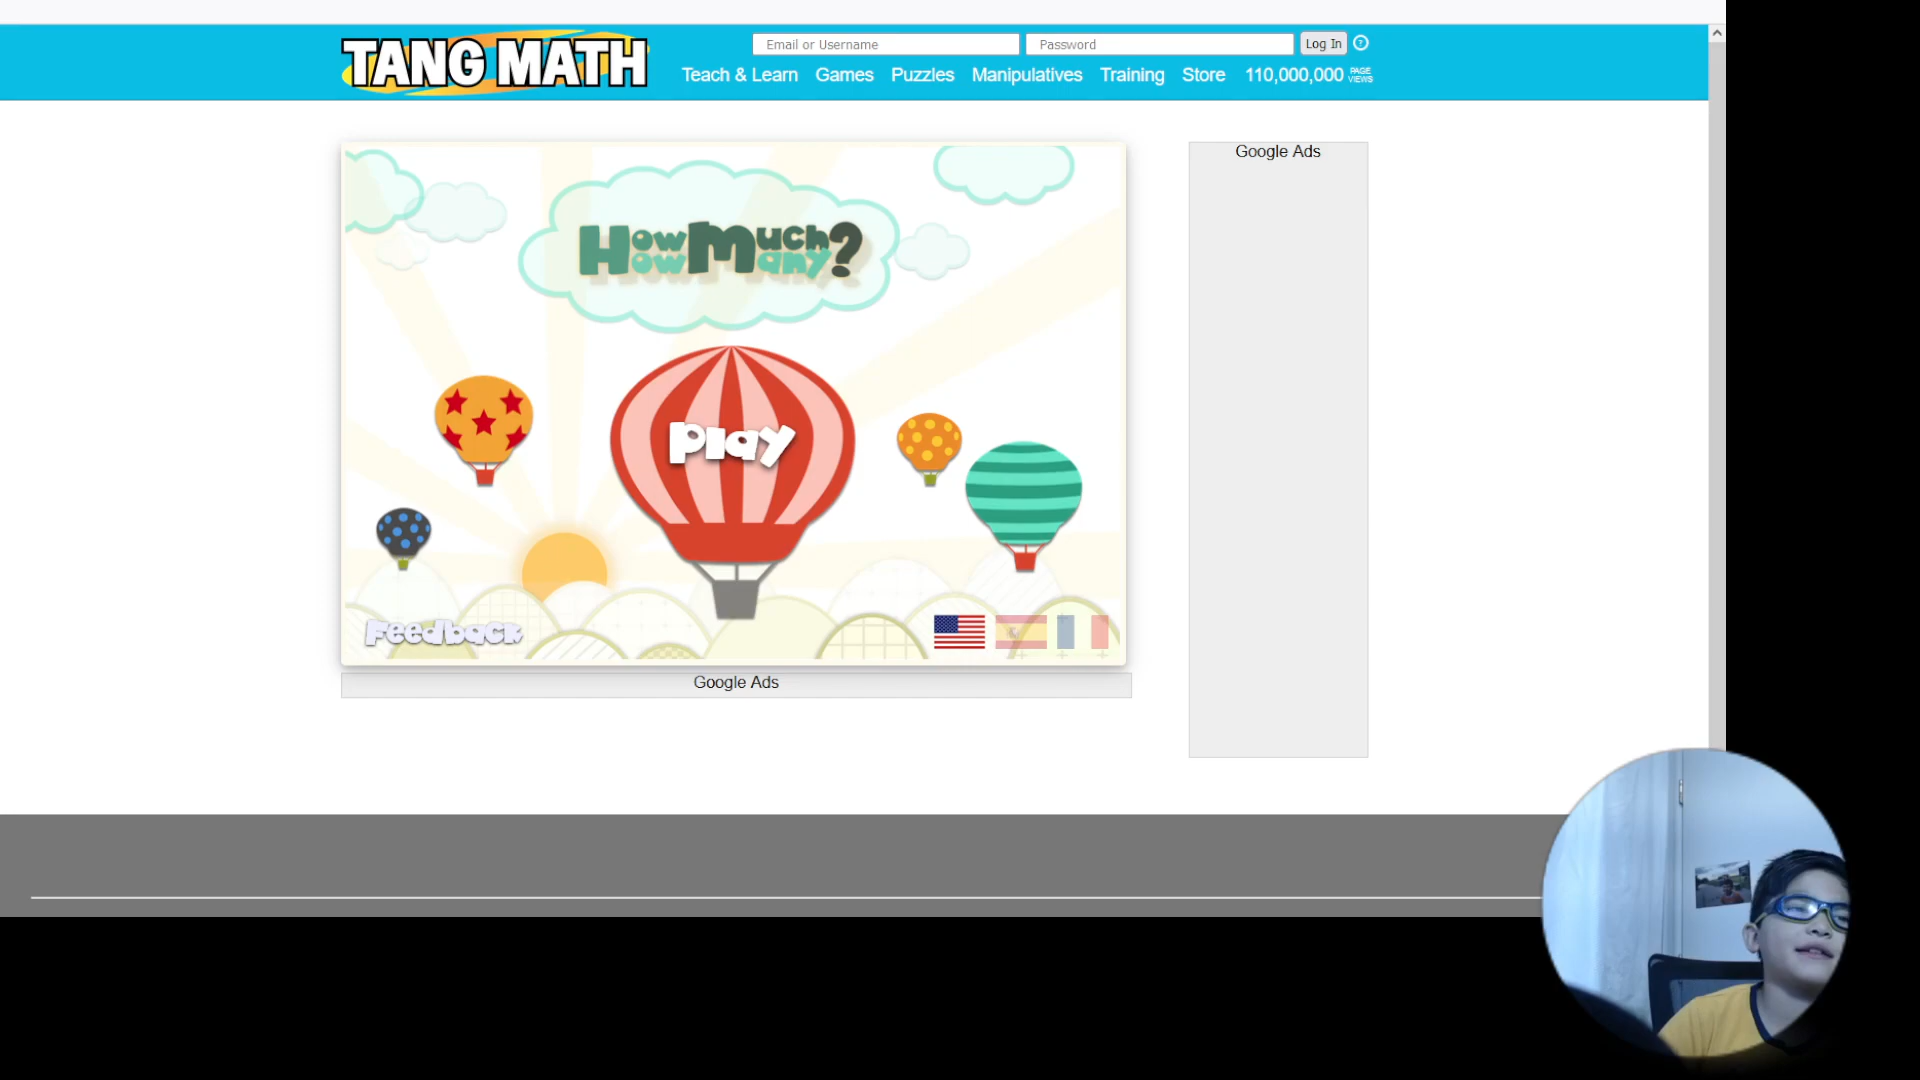 TANG MATH
Email or Username
Password
Log In
?
Teach & Learn
Games
Puzzles
Manipulatives
Training
Store
110,000,000 PAGE VIEWS
Google Ads
How Much?
How Many?
Play
Feedback
Google Ads